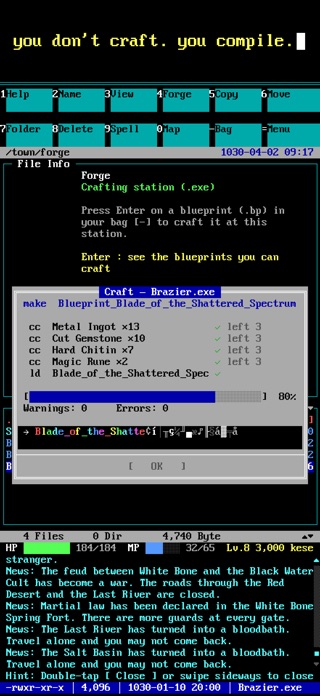 you don't craft. you compile.
1Help 2Name 3View 4Forge 5Copy 6Move
7Folder 8Delete 9Spell 0Map -Bag =Menu
/town/forge 1030-04-02 09:17
File Info
Forge
Crafting station (.exe)
Press Enter on a blueprint (.bp) in
your bag [-] to craft it at this
station.
Enter : see the blueprints you can
craft
Craft — Brazier.exe
make Blueprint_Blade_of_the_Shattered_Spectrum
cc Metal Ingot ×13 ✓ left 3
cc Cut Gemstone ×10 ✓ left 3
cc Hard Chitin ×7 ✓ left 3
cc Magic Rune ×2 ✓ left 3
ld Blade_of_the_Shattered_Spec ✓
[ ] 80%
Warnings: 0 Errors: 0
→ Blade_of_the_Shatte
[ OK ]
4 Files 0 Dir 4,740 Byte
HP 184/184 MP 32/65 Lv.8 3,000 kese
stranger.
News: The feud between White Bone and the Black Water
Cult has become a war. The roads through the Red
Desert and the Last River are closed.
News: Martial law has been declared in the White Bone
Spring Fort. There are more guards at every gate.
News: The Last River has turned into a bloodbath.
Travel alone and you may not come back.
News: The Salt Basin has turned into a bloodbath.
Travel alone and you may not come back.
Hint: Double-tap [ Close ] or swipe sideways to close
-rwxr-xr-x | 4,096 | 1030-01-10 20:00 | Brazier.exe